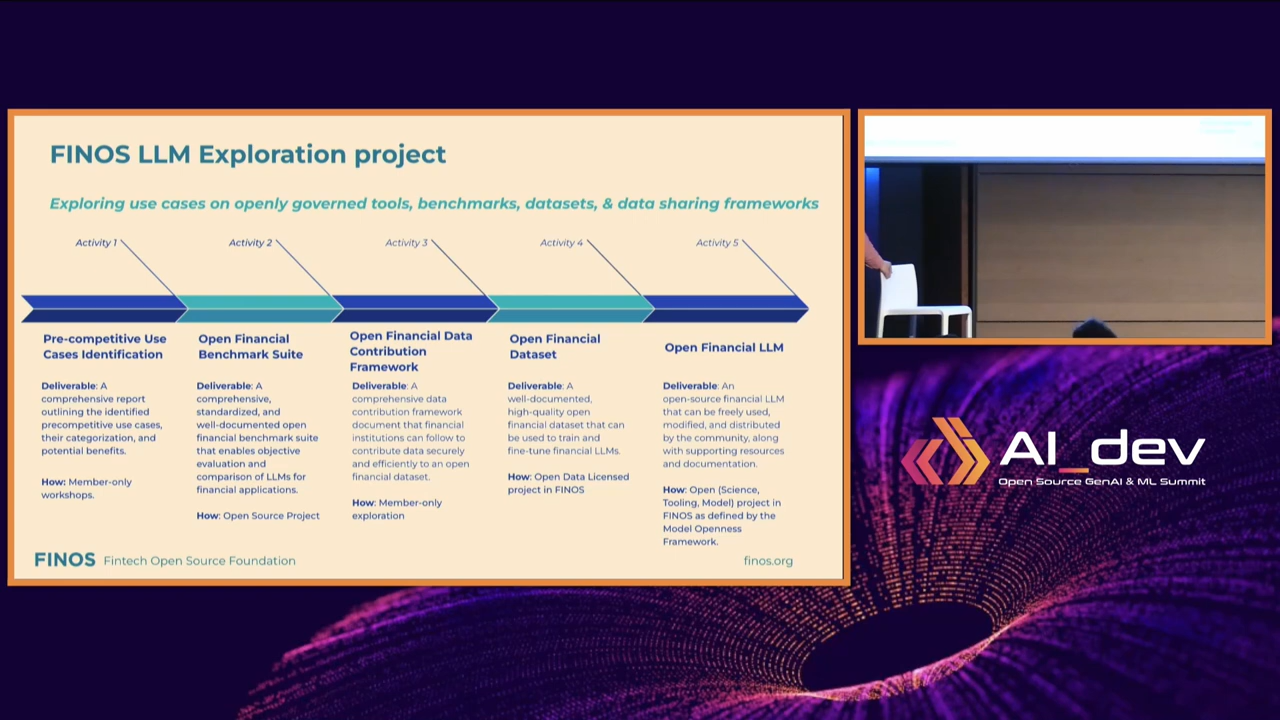 FINOS LLM Exploration project
Exploring use cases on openly governed tools, benchmarks, datasets, & data sharing frameworks
Activity 1
Activity 2
Activity 3
Activity 4
Activity 5
Pre-competitive Use
Cases Identification
Deliverable: A
comprehensive report
outlining the identified
precompetitive use cases,
their categorization, and
potential benefits.
How: Member-only
workshops.
Open Financial
Benchmark Suite
Deliverable: A
comprehensive,
standardized, and
well-documented open
financial benchmark suite
that enables objective
evaluation and
comparison of LLMs for
financial applications.
How: Open Source Project
Open Financial Data
Contribution
Framework
Deliverable: A
comprehensive data
contribution framework
document that financial
institutions can follow to
contribute data securely
and efficiently to an open
financial dataset.
How: Member-only
exploration
Open Financial
Dataset
Deliverable: A
well-documented,
high-quality open
financial dataset that can
be used to train and
fine-tune financial LLMs.
How: Open Data Licensed
project in FINOS
Open Financial LLM
Deliverable: An
open-source financial LLM
that can be freely used,
modified, and distributed
by the community, along
with supporting resources
and documentation.
How: Open (Science,
Tooling, Model) project in
FINOS as defined by the
Model Openness
Framework.
FINOS Fintech Open Source Foundation
finos.org
AI_dev
Open Source GenAI & ML Summit